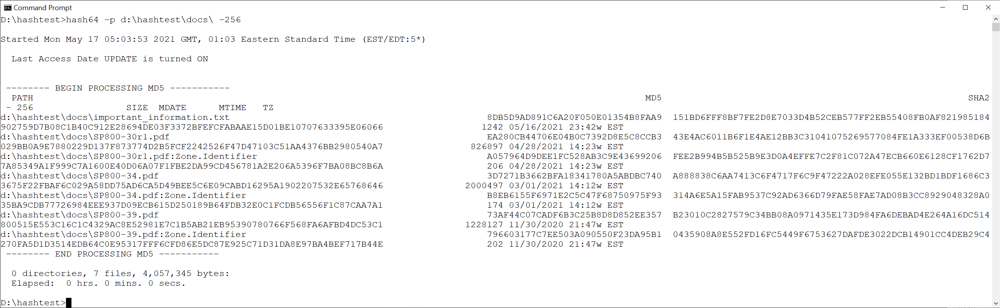 Command Prompt
D:\hashtest>hash64 -p d:\hashtest\docs\ -256
Started Mon May 17 05:03:53 2021 GMT, 01:03 Eastern Standard Time (EST/EDT:5*)
Last Access Date UPDATE is turned ON
-------- BEGIN PROCESSING MD5 -----------
PATH MD5 SHA2
- 256 SIZE MDATE MTIME TZ
d:\hashtest\docs\important_information.txt 8DB5D9AD891C6A20F050E01354B8FAA9 151BD6FFF8BF7FE2D8E7033D4B52CEB577FF2EB55408FB0AF821985184
902759D7B08C1B40C912E28694DE03F3372BFEFCFABAAE15D01BE10707633395E06066 1242 05/16/2021 23:42w EST
d:\hashtest\docs\SP800-30r1.pdf EA280CB44706E04B0C7392D8E5C8CCB3 43E4AC6011B6F1E4AE12BB3C31041075269577084FE1A333EF00538D6B
029BB0A9E7880229D137F873774D2B5FCF2242526F47D47103C51AA4376BB2980540A7 826897 04/28/2021 14:23w EST
d:\hashtest\docs\SP800-30r1.pdf:Zone.Identifier A057964D9DEE1FC528AB3C9E43699206 FEE2B994B5B525B9E3D0A4EFFE7C2F81C072A47ECB660E6128CF1762D7
7A85349A1F999C7A1600E40D06A07F1FBE2DA99CD456781A2E206A5396F7BA08BC8B6A 206 04/28/2021 14:23w EST
d:\hashtest\docs\SP800-34.pdf 3D7271B3662BFA18341780A5ABDBC740 A888838C6AA7413C6F4717F6C9F47222A028EFE055E132BD1BDF1686C3
3675F22FBAF6C029A58DD75AD6CA5D49BEE5C6E09CABD16295A1902207532E65768646 2000497 03/01/2021 14:12w EST
d:\hashtest\docs\SP800-34.pdf:Zone.Identifier B8EB6155F6971E2C5C47F68750975F93 314A6E5A15FAB9537C92AD6366D79FAE58FAE7AD08B3CC8929048328A0
35BA9CDB77726984EEE937D09ECB615D250189B64FDB32E0C1FCDB56556F1C87CAA7A1 174 03/01/2021 14:12w EST
d:\hashtest\docs\SP800-39.pdf 73AF44C07CADF6B3C25B8D8D852EE357 B23010C2827579C34BB08A0971435E173D984FA6DEBAD4E264A16DC514
800515E553C16C1C4329AC8E52981E7C1B5AB21EB95390780766F568FA6AFBD4DC53C1 1228127 11/30/2020 21:47w EST
d:\hashtest\docs\SP800-39.pdf:Zone.Identifier 796603177C7EE503A090550F23DA95B1 0435908A8E552FD16FC5449F6753627DAFDE3022DCB14901CC4DEB29C4
270FA5D1D3514EDB64C0E95317FFF6CFD86E5DC87E925C71D31DA8E97BA4BEF717B44E 202 11/30/2020 21:47w EST
-------- END PROCESSING MD5 -----------
0 directories, 7 files, 4,057,345 bytes:
Elapsed: 0 hrs. 0 mins. 0 secs.
D:\hashtest>